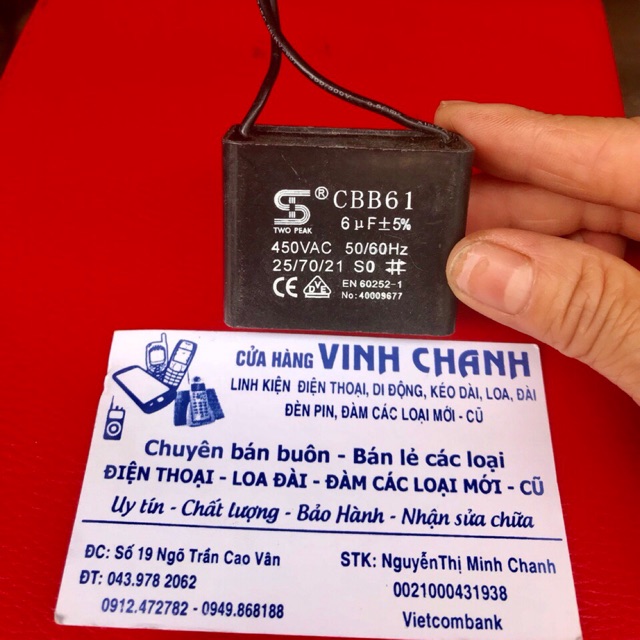 ® CBB61
TWO PEAK
6 µF±5%
450VAC 50/60Hz
25/70/21 S0
CE DVE EN 60252-1
No: 40009677
CỬA HÀNG VINH CHANH
LINH KIỆN ĐIỆN THOẠI, DI ĐỘNG, KÉO DÀI, LOA, ĐÀI
ĐÈN PIN, ĐÀM CÁC LOẠI MỚI - CŨ
Chuyên bán buôn - Bán lẻ các loại
ĐIỆN THOẠI - LOA ĐÀI - ĐÀM CÁC LOẠI MỚI - CŨ
Uy tín - Chất lượng - Bảo Hành - Nhận sửa chữa
ĐC: Số 19 Ngõ Trần Cao Vân
ĐT: 043.978 2062
0912.472782 - 0949.868188
STK: NguyễnThị Minh Chanh
0021000431938
Vietcombank